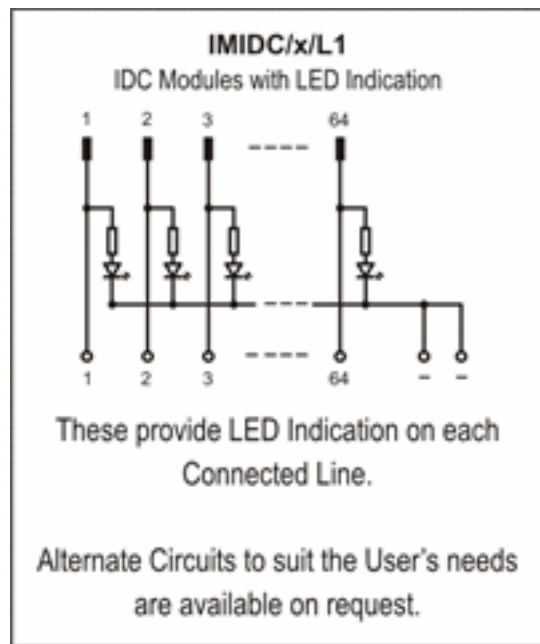 IMIDC/x/L1
IDC Modules with LED Indication
1 2 3 64
1 2 3 64 – –
These provide LED Indication on each
Connected Line.
Alternate Circuits to suit the User's needs
are available on request.